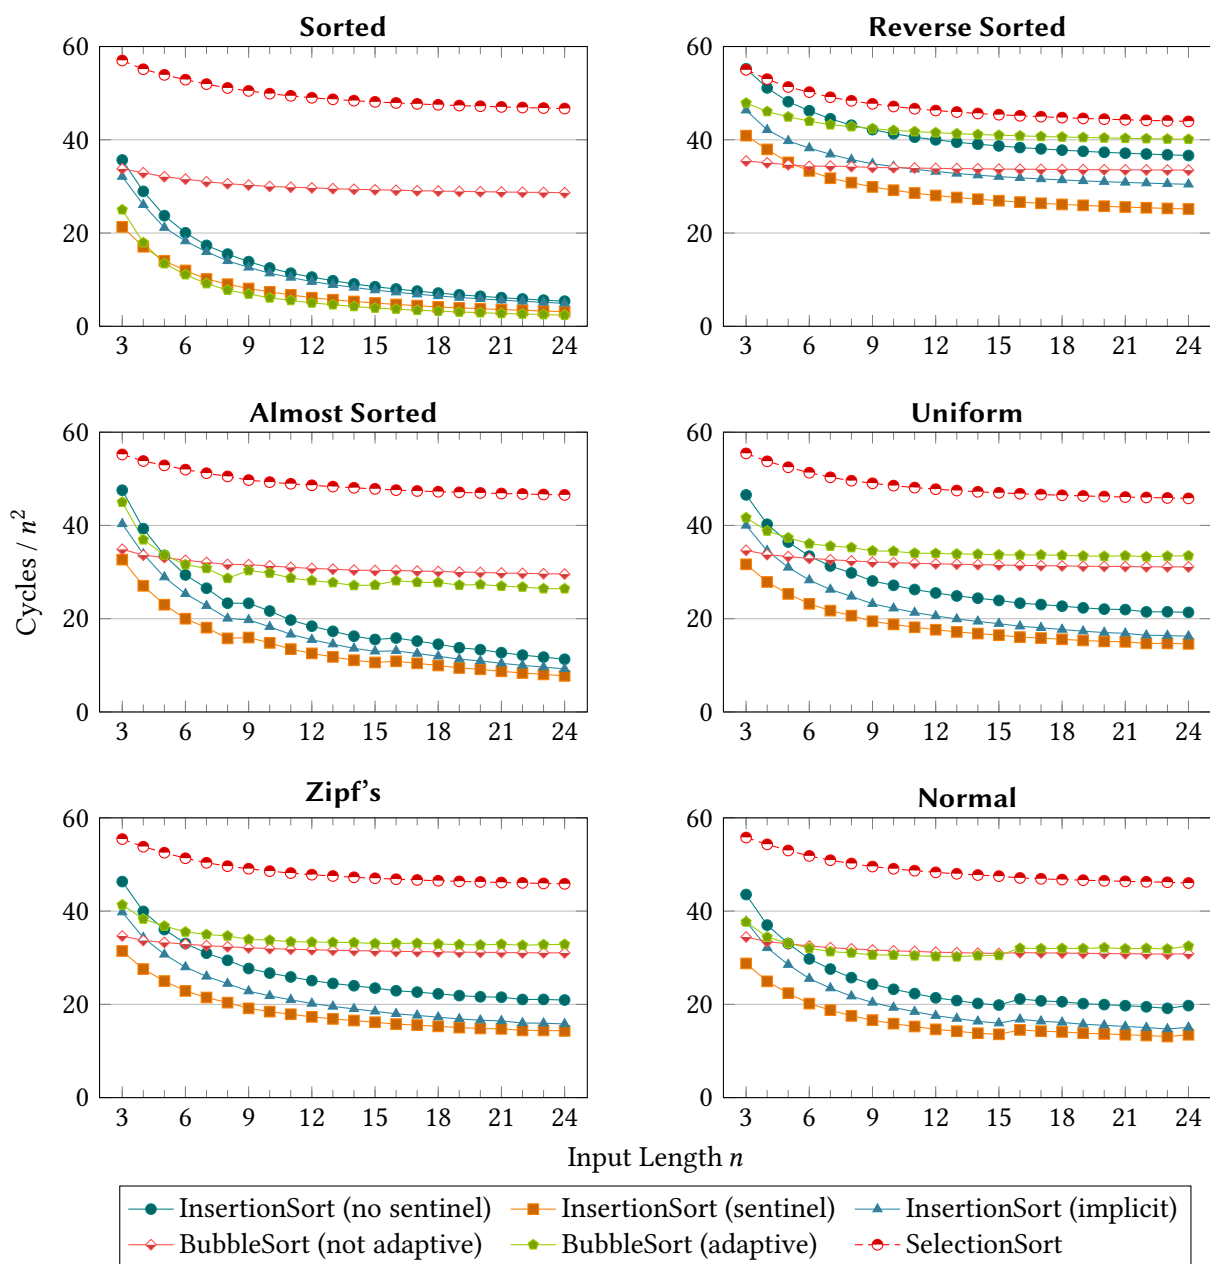 Sorted
Reverse Sorted
60
40
20
0
3 6 9 12 15 18 21 24
60
40
20
0
3 6 9 12 15 18 21 24
Almost Sorted
Uniform
Cycles / n²
60
40
20
0
3 6 9 12 15 18 21 24
60
40
20
0
3 6 9 12 15 18 21 24
Zipf's
Normal
60
40
20
0
3 6 9 12 15 18 21 24
60
40
20
0
3 6 9 12 15 18 21 24
Input Length n
InsertionSort (no sentinel) InsertionSort (sentinel) InsertionSort (implicit)
BubbleSort (not adaptive) BubbleSort (adaptive) SelectionSort